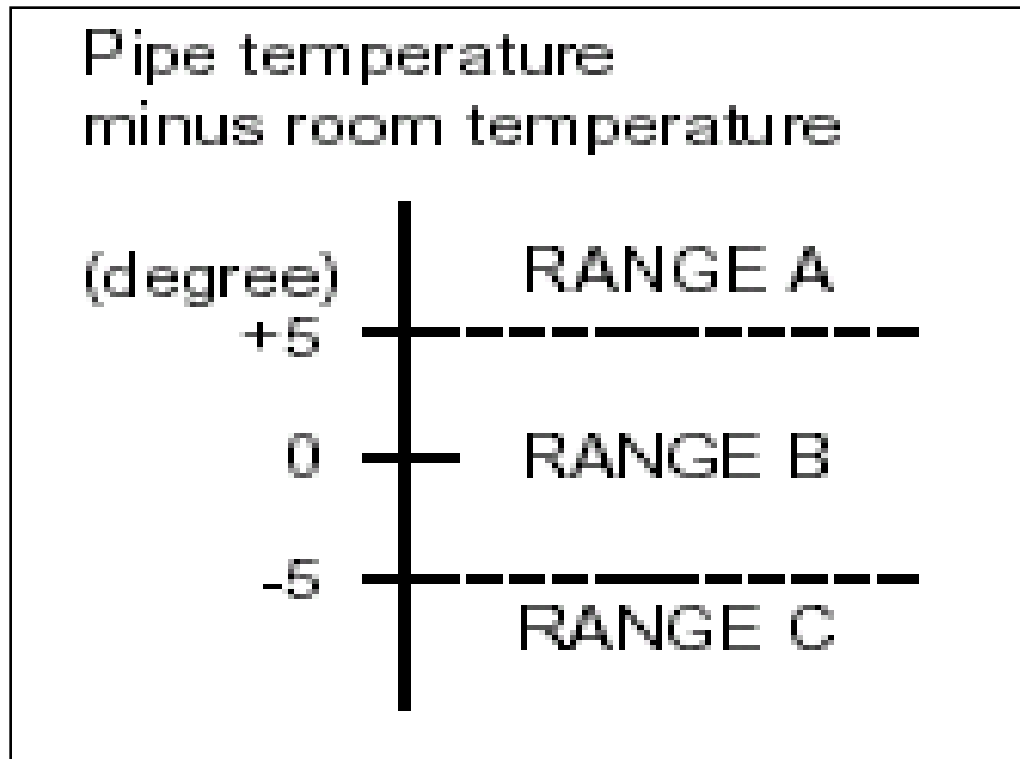 Pipe temperature
minus room temperature
(degree)
RANGE A
+5
0
RANGE B
-5
RANGE C